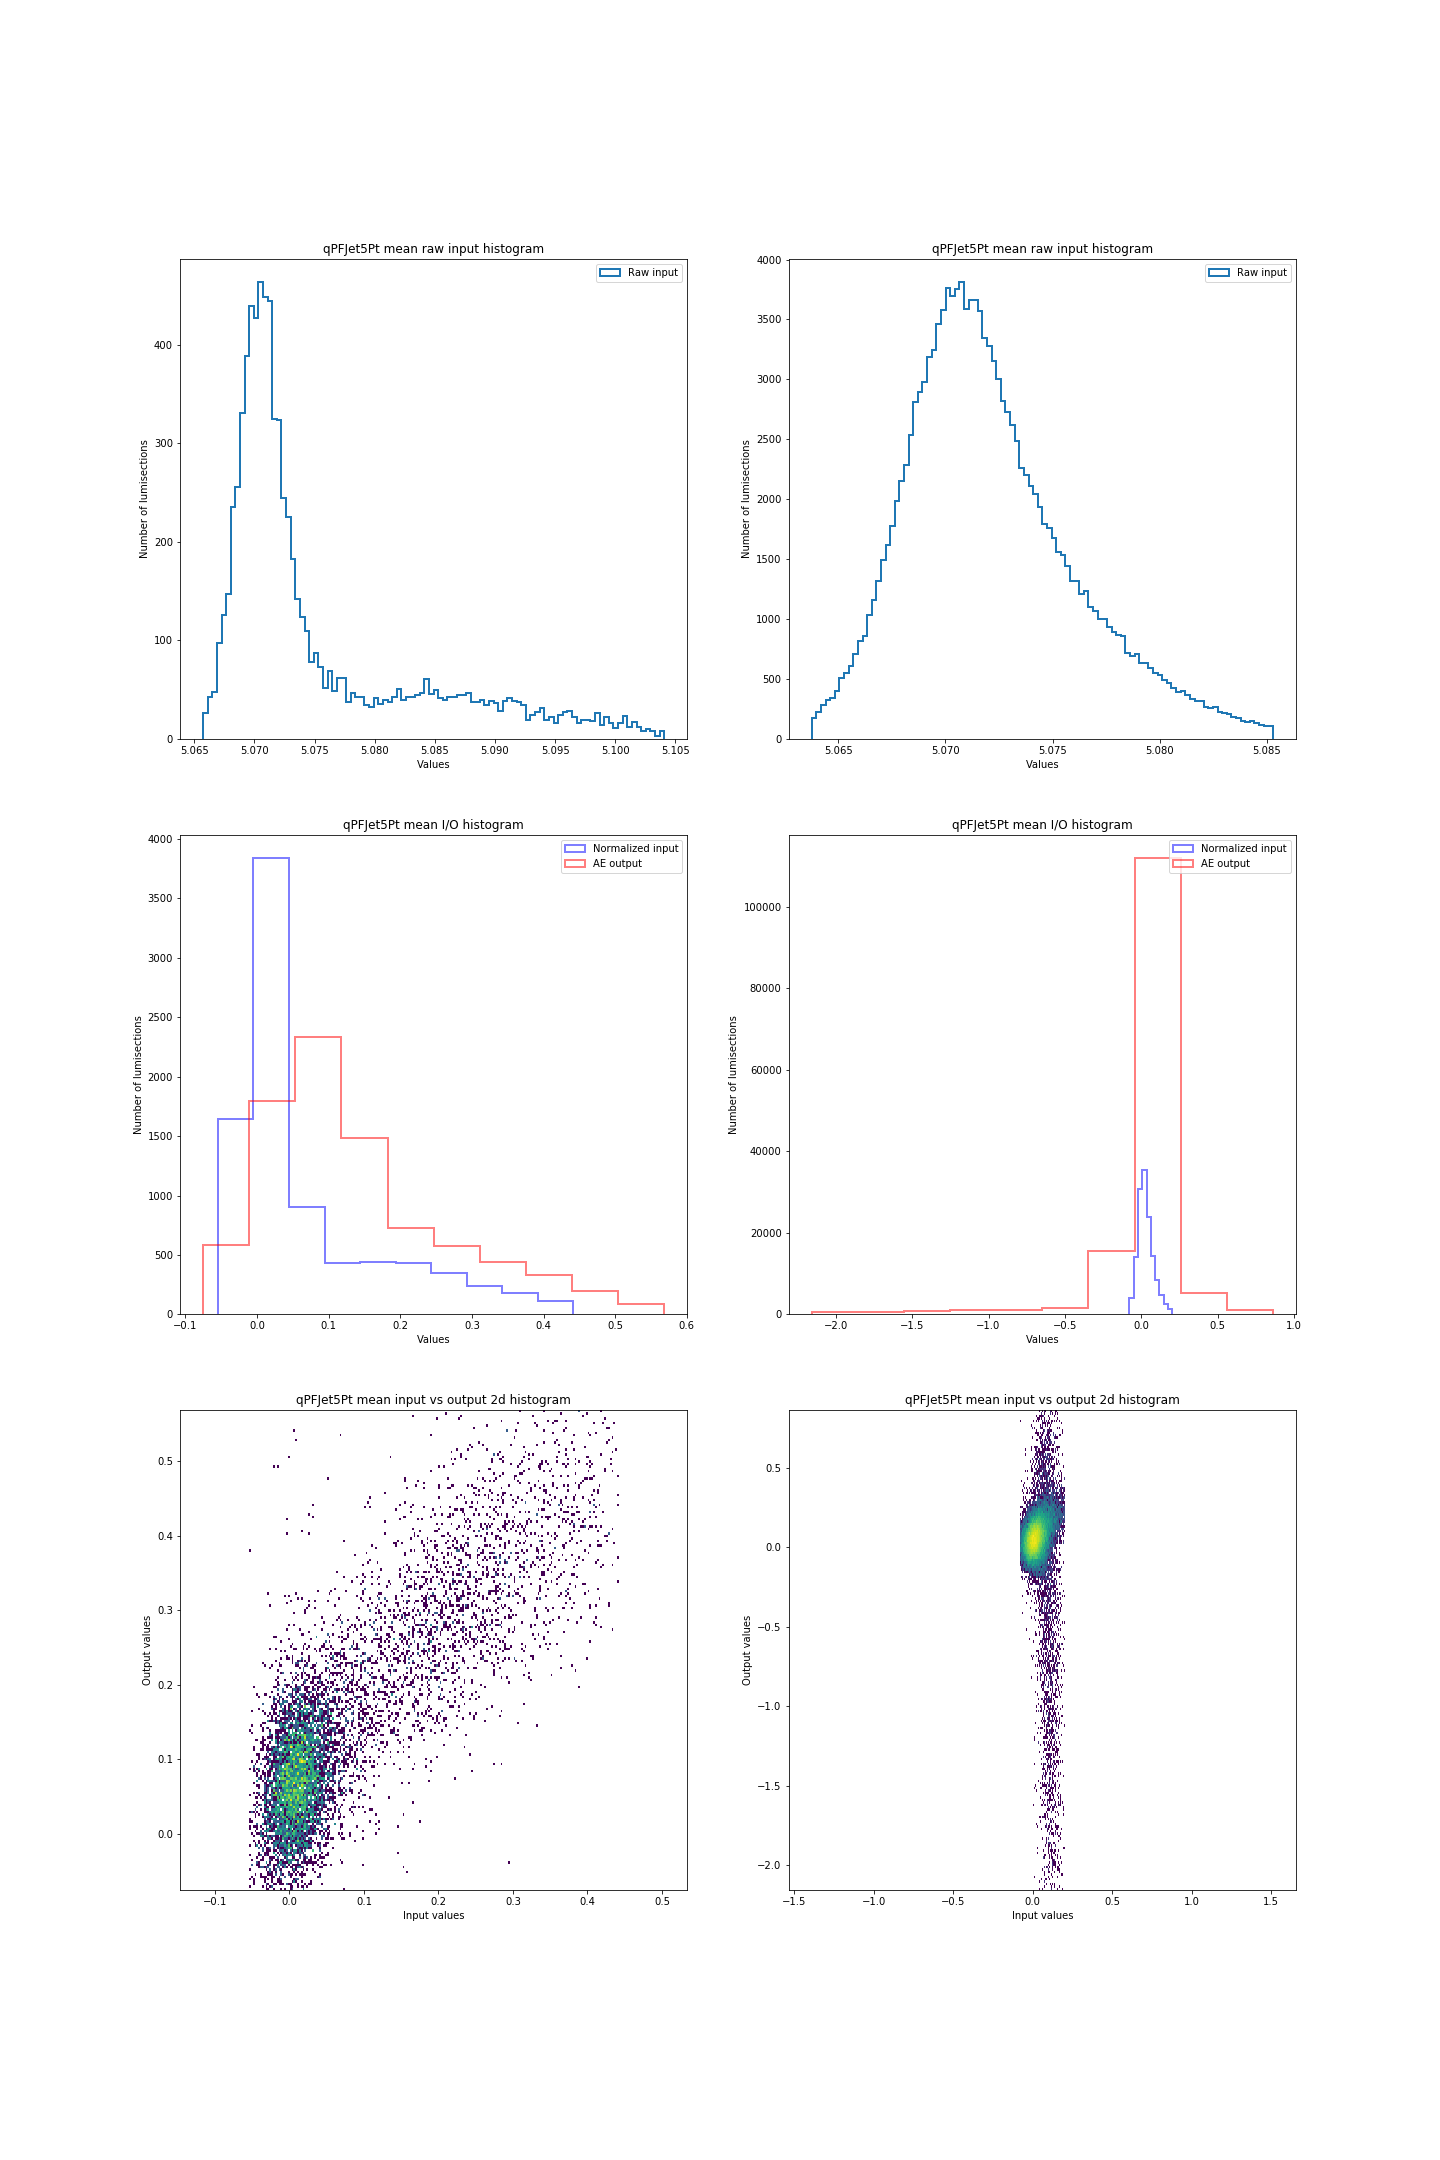 qPFJet5Pt mean raw input histogram
Raw input
400
300
200
100
0
Number of lumisections
5.065 5.070 5.075 5.080 5.085 5.090 5.095 5.100 5.105
Values
qPFJet5Pt mean raw input histogram
Raw input
4000
3500
3000
2500
2000
1500
1000
500
0
Number of lumisections
5.065 5.070 5.075 5.080 5.085
Values
qPFJet5Pt mean I/O histogram
Normalized input
AE output
4000
3500
3000
2500
2000
1500
1000
500
0
Number of lumisections
−0.1 0.0 0.1 0.2 0.3 0.4 0.5 0.6
Values
qPFJet5Pt mean I/O histogram
Normalized input
AE output
100000
80000
60000
40000
20000
0
Number of lumisections
−2.0 −1.5 −1.0 −0.5 0.0 0.5 1.0
Values
qPFJet5Pt mean input vs output 2d histogram
0.5
0.4
0.3
0.2
0.1
0.0
Output values
−0.1 0.0 0.1 0.2 0.3 0.4 0.5
Input values
qPFJet5Pt mean input vs output 2d histogram
0.5
0.0
−0.5
−1.0
−1.5
−2.0
Output values
−1.5 −1.0 −0.5 0.0 0.5 1.0 1.5
Input values